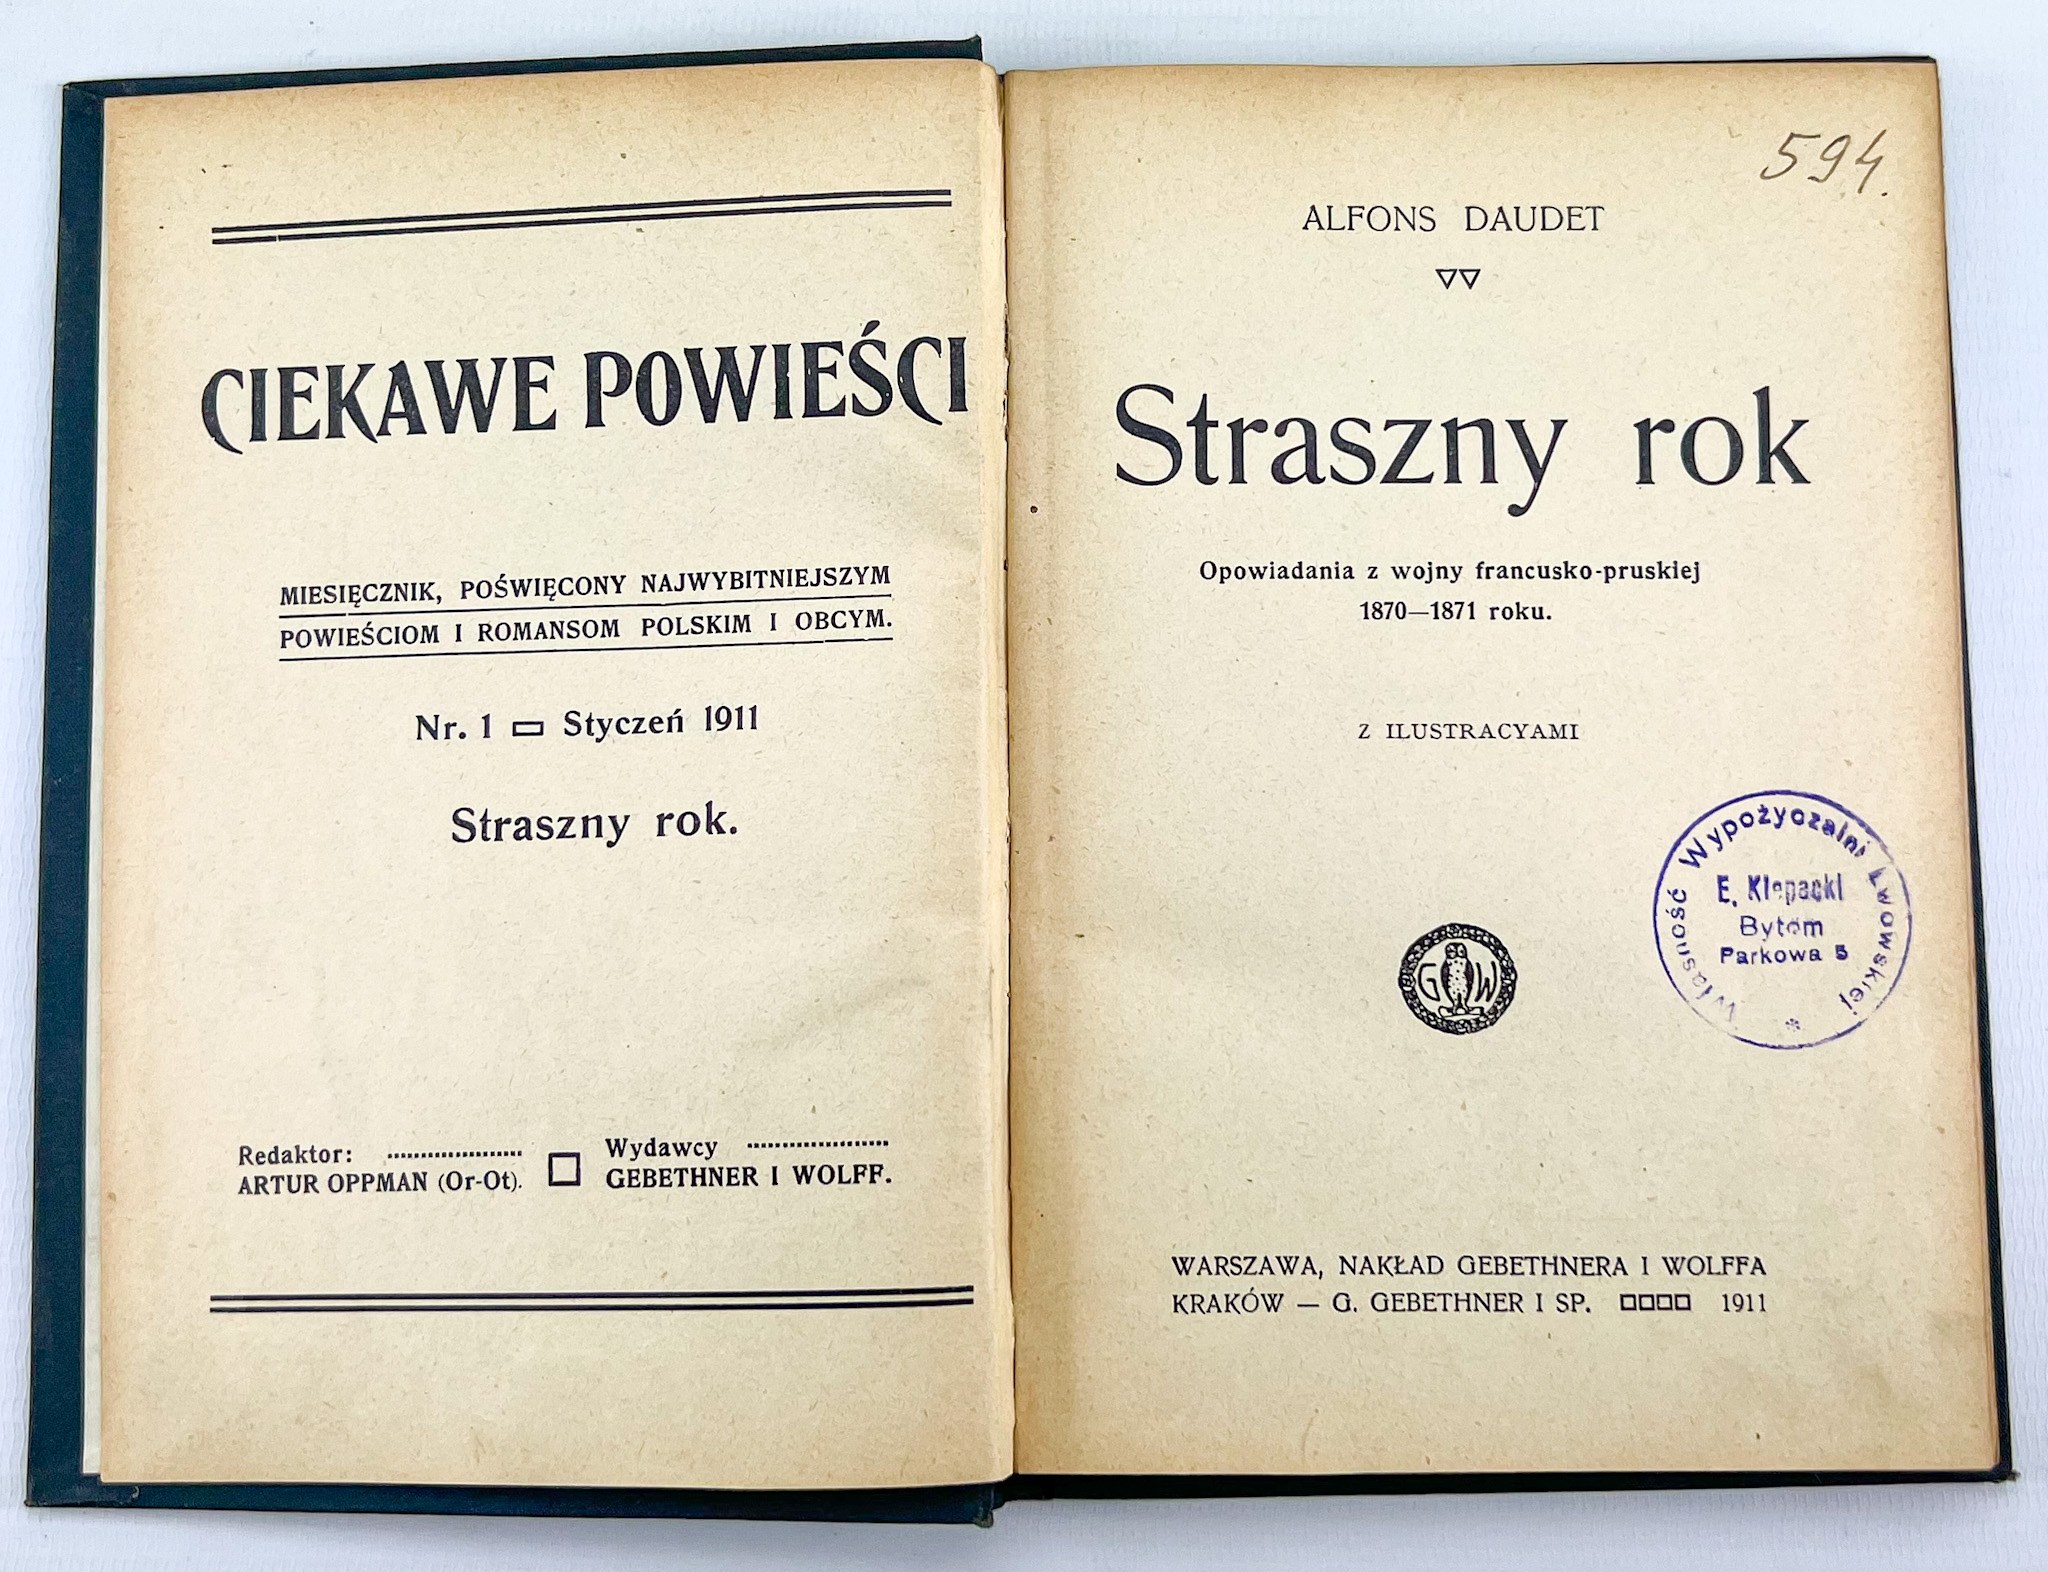 CIEKAWE POWIEŚCI
MIESIĘCZNIK, POŚWIĘCONY NAJWYBITNIEJSZYM
POWIEŚCIOM I ROMANSOM POLSKIM I OBCYM.
Nr. 1 Styczeń 1911
Straszny rok.
Redaktor:
ARTUR OPPMAN (Or-Ot).
Wydawcy
GEBETHNER I WOLFF.
594.
ALFONS DAUDET
Straszny rok
Opowiadania z wojny francusko-pruskiej
1870—1871 roku.
Z ILUSTRACYAMI
G W
Własność Wypożyczalni Lwowskiej *
E. Klepacki
Bytom
Parkowa 5
WARSZAWA, NAKŁAD GEBETHNERA I WOLFFA
KRAKÓW — G. GEBETHNER I SP. 1911